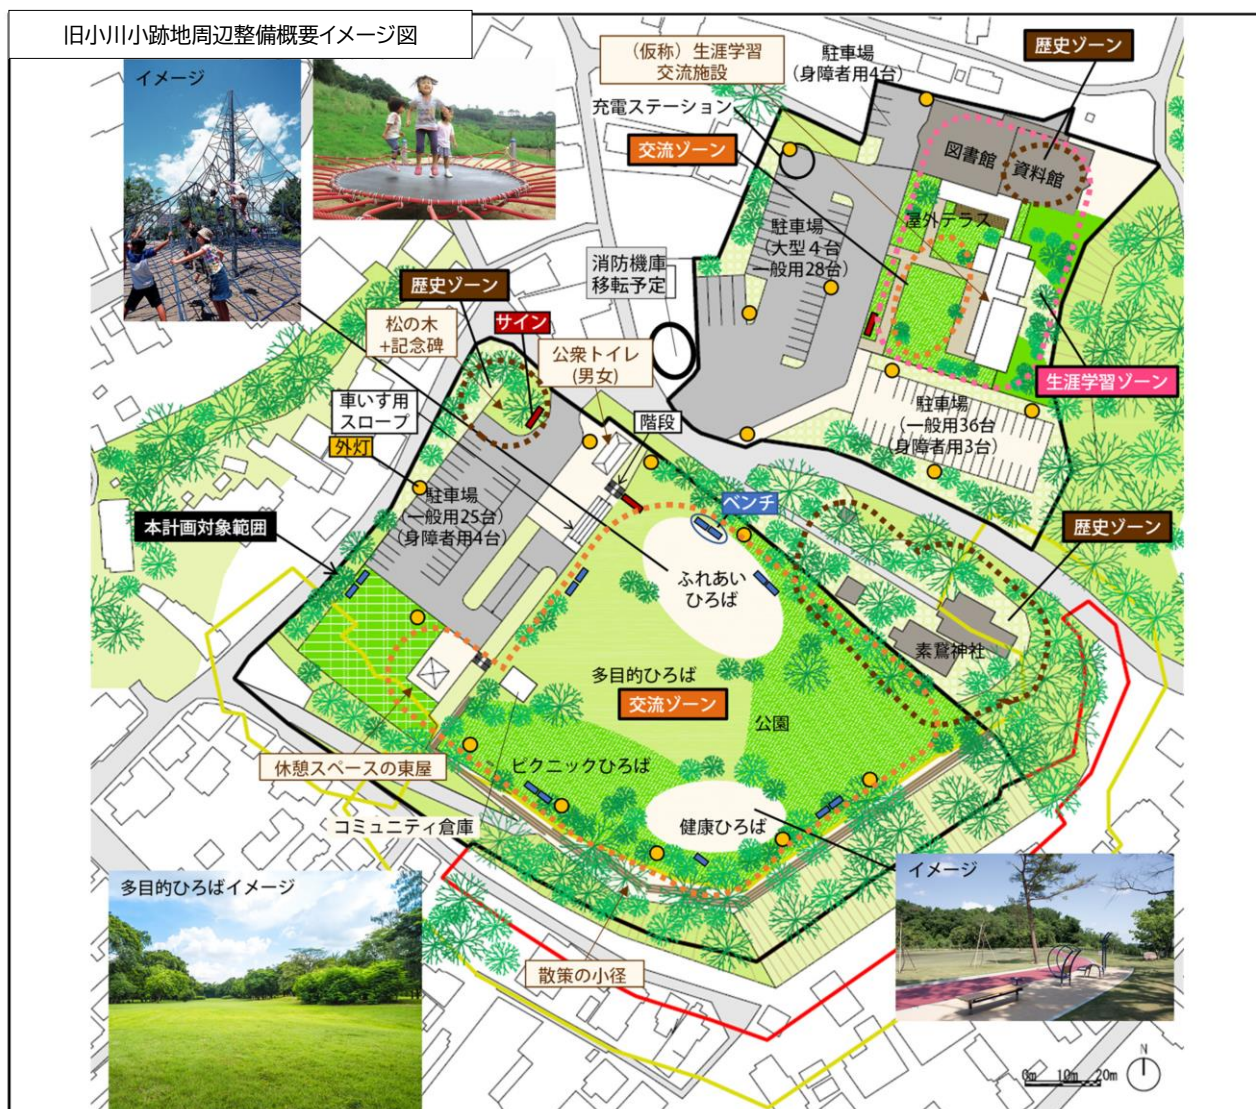 旧小川小跡地周辺整備概要イメージ図
イメージ
（仮称）生涯学習
交流施設
駐車場
（身障者用4台）
歴史ゾーン
充電ステーション
交流ゾーン
図書館
資料館
屋外テラス
駐車場
（大型４台
一般用28台）
消防機庫
移転予定
歴史ゾーン
松の木
+記念碑
サイン
公衆トイレ
(男女)
車いす用
スロープ
階段
外灯
生涯学習ゾーン
駐車場
（一般用36台
（身障者用3台）
駐車場
（一般用25台）
（身障者用4台）
本計画対象範囲
ベンチ
歴史ゾーン
ふれあい
ひろば
素鵞神社
多目的ひろば
交流ゾーン
公園
休憩スペースの東屋
ピクニックひろば
コミュニティ倉庫
健康ひろば
多目的ひろばイメージ
イメージ
散策の小径
N
0m 10m 20m